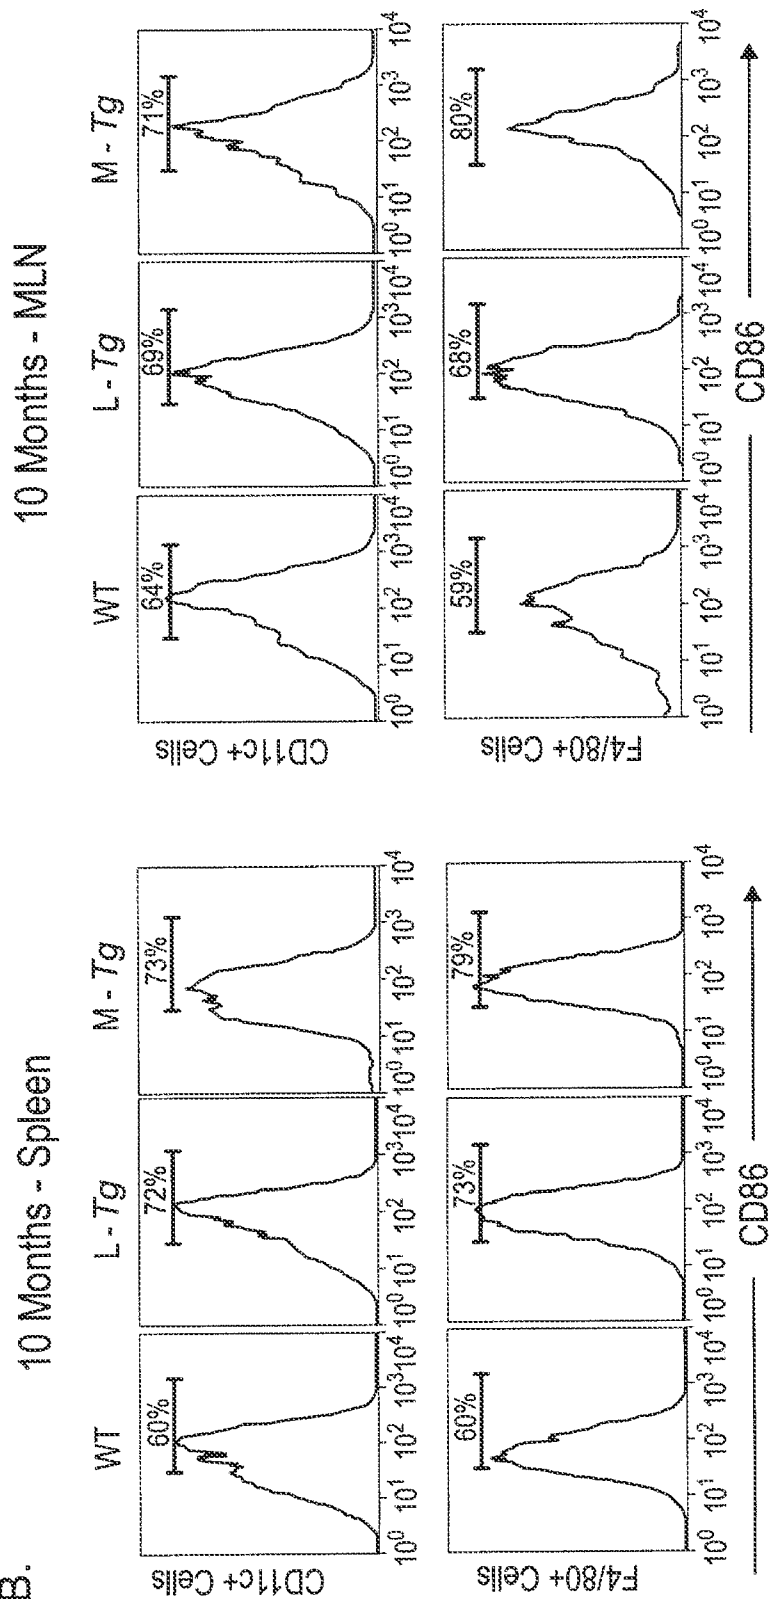 B.
10 Months - Spleen
WT
L - Tg
M - Tg
CD11c+ Cells
60%
72%
73%
10⁰ 10¹ 10² 10³ 10⁴
10⁰ 10¹ 10² 10³ 10⁴
10⁰ 10¹ 10² 10³ 10⁴
F4/80+ Cells
60%
73%
79%
10⁰ 10¹ 10² 10³ 10⁴
10⁰ 10¹ 10² 10³ 10⁴
10⁰ 10¹ 10² 10³ 10⁴
CD86
10 Months - MLN
WT
L - Tg
M - Tg
CD11c+ Cells
64%
69%
71%
10⁰ 10¹ 10² 10³ 10⁴
10⁰ 10¹ 10² 10³ 10⁴
10⁰ 10¹ 10² 10³ 10⁴
F4/80+ Cells
59%
68%
80%
10⁰ 10¹ 10² 10³ 10⁴
10⁰ 10¹ 10² 10³ 10⁴
10⁰ 10¹ 10² 10³ 10⁴
CD86